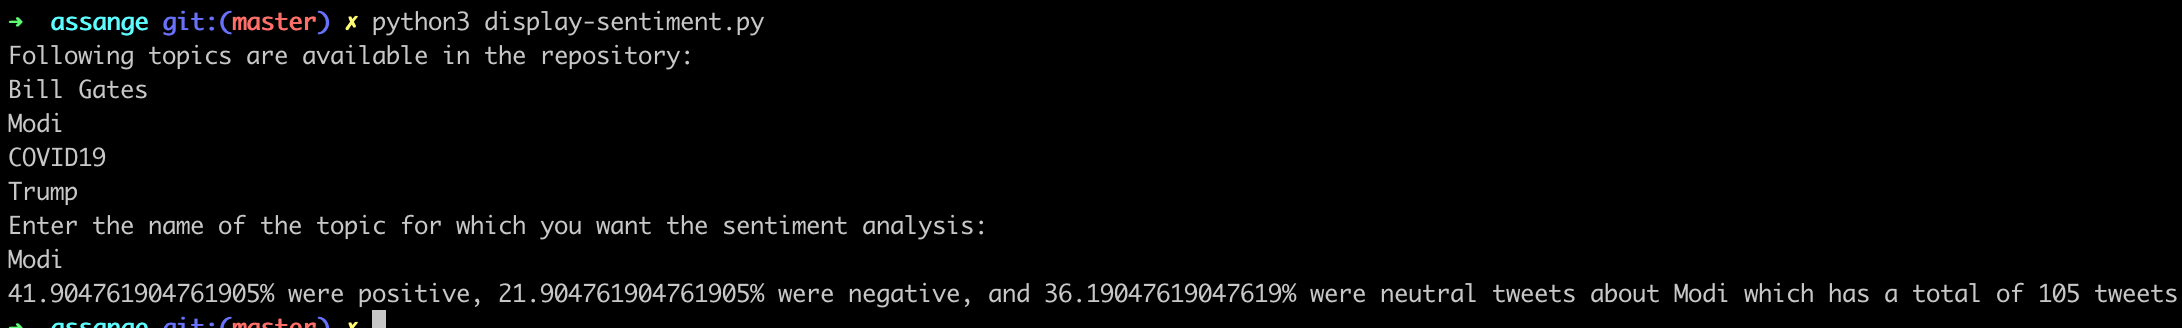 ➜  assange git:(master) ✗ python3 display-sentiment.py
Following topics are available in the repository:
Bill Gates
Modi
COVID19
Trump
Enter the name of the topic for which you want the sentiment analysis:
Modi
41.904761904761905% were positive, 21.904761904761905% were negative, and 36.19047619047619% were neutral tweets about Modi which has a total of 105 tweets
➜  assange git:(master) ✗